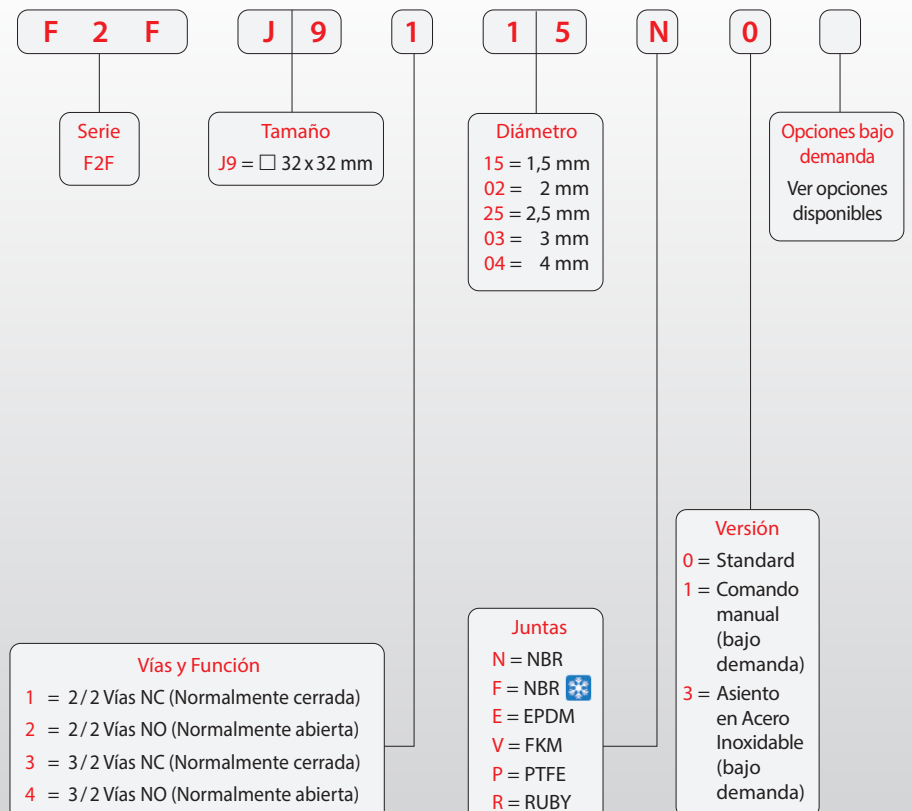 F 2 F J 9 1 1 5 N 0
Serie
F2F
Tamaño
J9 = □ 32 x 32 mm
Diámetro
15 = 1,5 mm
02 = 2 mm
25 = 2,5 mm
03 = 3 mm
04 = 4 mm
Opciones bajo
demanda
Ver opciones
disponibles
Vías y Función
1 = 2/2 Vías NC (Normalmente cerrada)
2 = 2/2 Vías NO (Normalmente abierta)
3 = 3/2 Vías NC (Normalmente cerrada)
4 = 3/2 Vías NO (Normalmente abierta)
Juntas
N = NBR
F = NBR
E = EPDM
V = FKM
P = PTFE
R = RUBY
Versión
0 = Standard
1 = Comando
manual
(bajo
demanda)
3 = Asiento
en Acero
Inoxidable
(bajo
demanda)